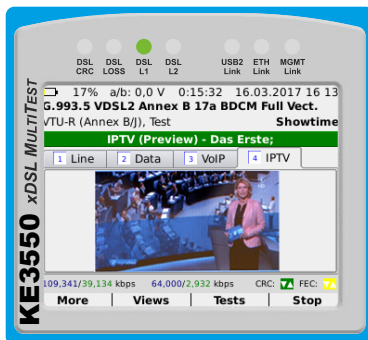 DSL CRC
DSL LOSS
DSL L1
DSL L2
USB2 Link
ETH Link
MGMT Link
17% a/b: 0,0 V 0:15:32 16.03.2017 16 13
G.993.5 VDSL2 Annex B 17a BDCM Full Vect.
VTU-R (Annex B/J), Test Showtime
IPTV (Preview) - Das Erste;
1 Line 2 Data 3 VoIP 4 IPTV
109,341/39,134 kbps 64,000/2,932 kbps CRC: FEC:
More Views Tests Stop
KE3550 xDSL MULTITEST